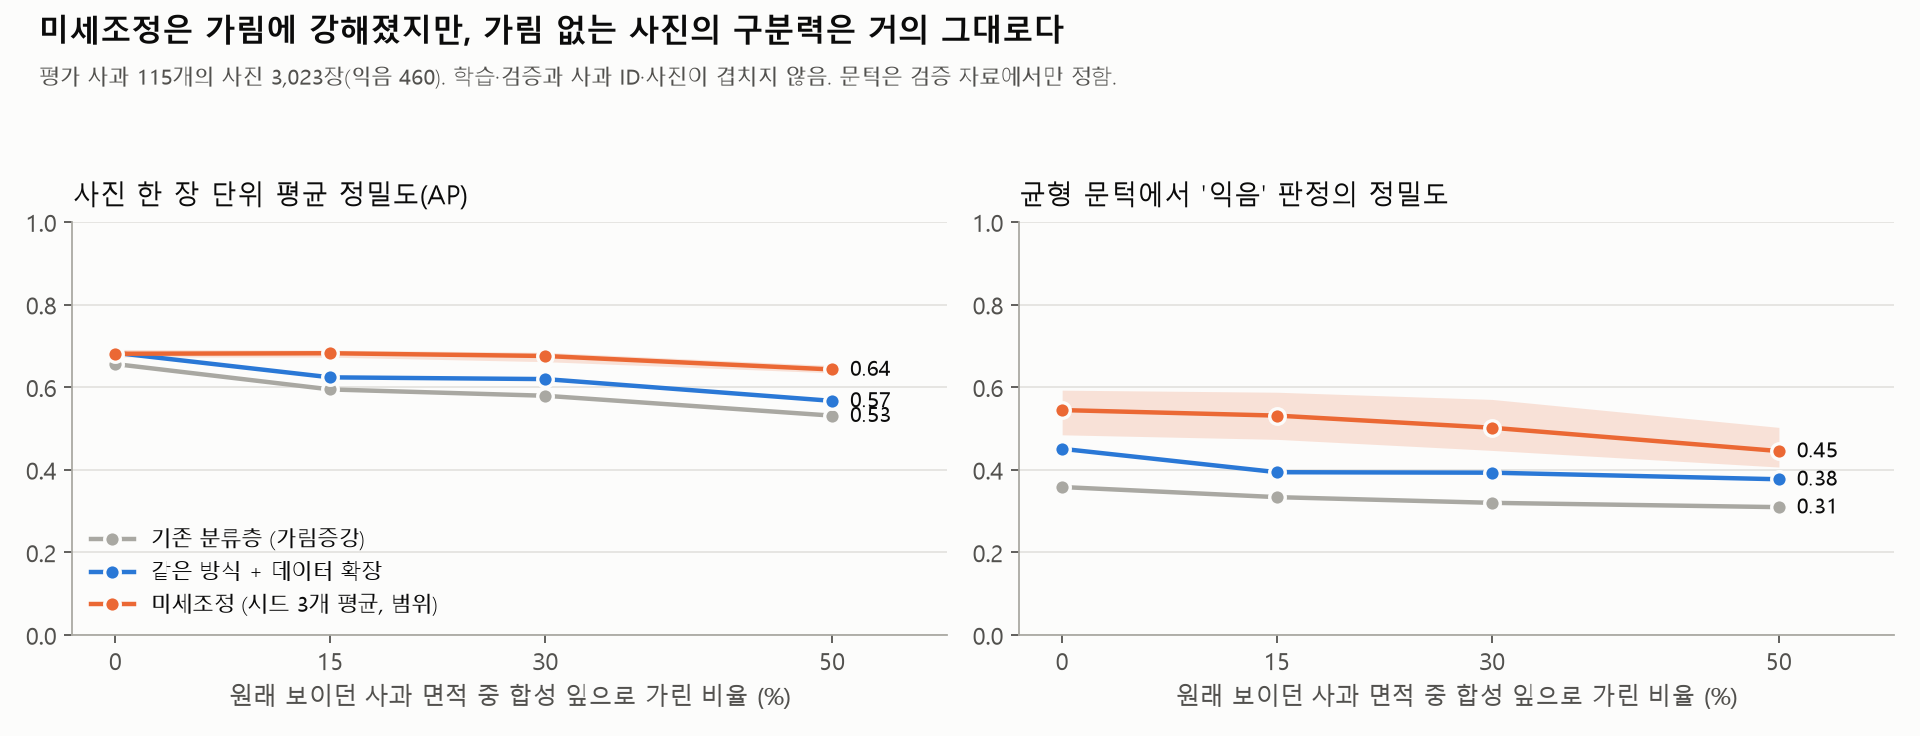 미세조정은 가림에 강해졌지만, 가림 없는 사진의 구분력은 거의 그대로다
평가 사과 115개의 사진 3,023장(익음 460). 학습·검증과 사과 ID·사진이 겹치지 않음. 문턱은 검증 자료에서만 정함.
사진 한 장 단위 평균 정밀도(AP)
1.0
0.8
0.6
0.4
0.2
0.0
0.64
0.57
0.53
기존 분류층 (가림증강)
같은 방식 + 데이터 확장
미세조정 (시드 3개 평균, 범위)
0 15 30 50
원래 보이던 사과 면적 중 합성 잎으로 가린 비율 (%)
균형 문턱에서 '익음' 판정의 정밀도
1.0
0.8
0.6
0.4
0.2
0.0
0.45
0.38
0.31
0 15 30 50
원래 보이던 사과 면적 중 합성 잎으로 가린 비율 (%)